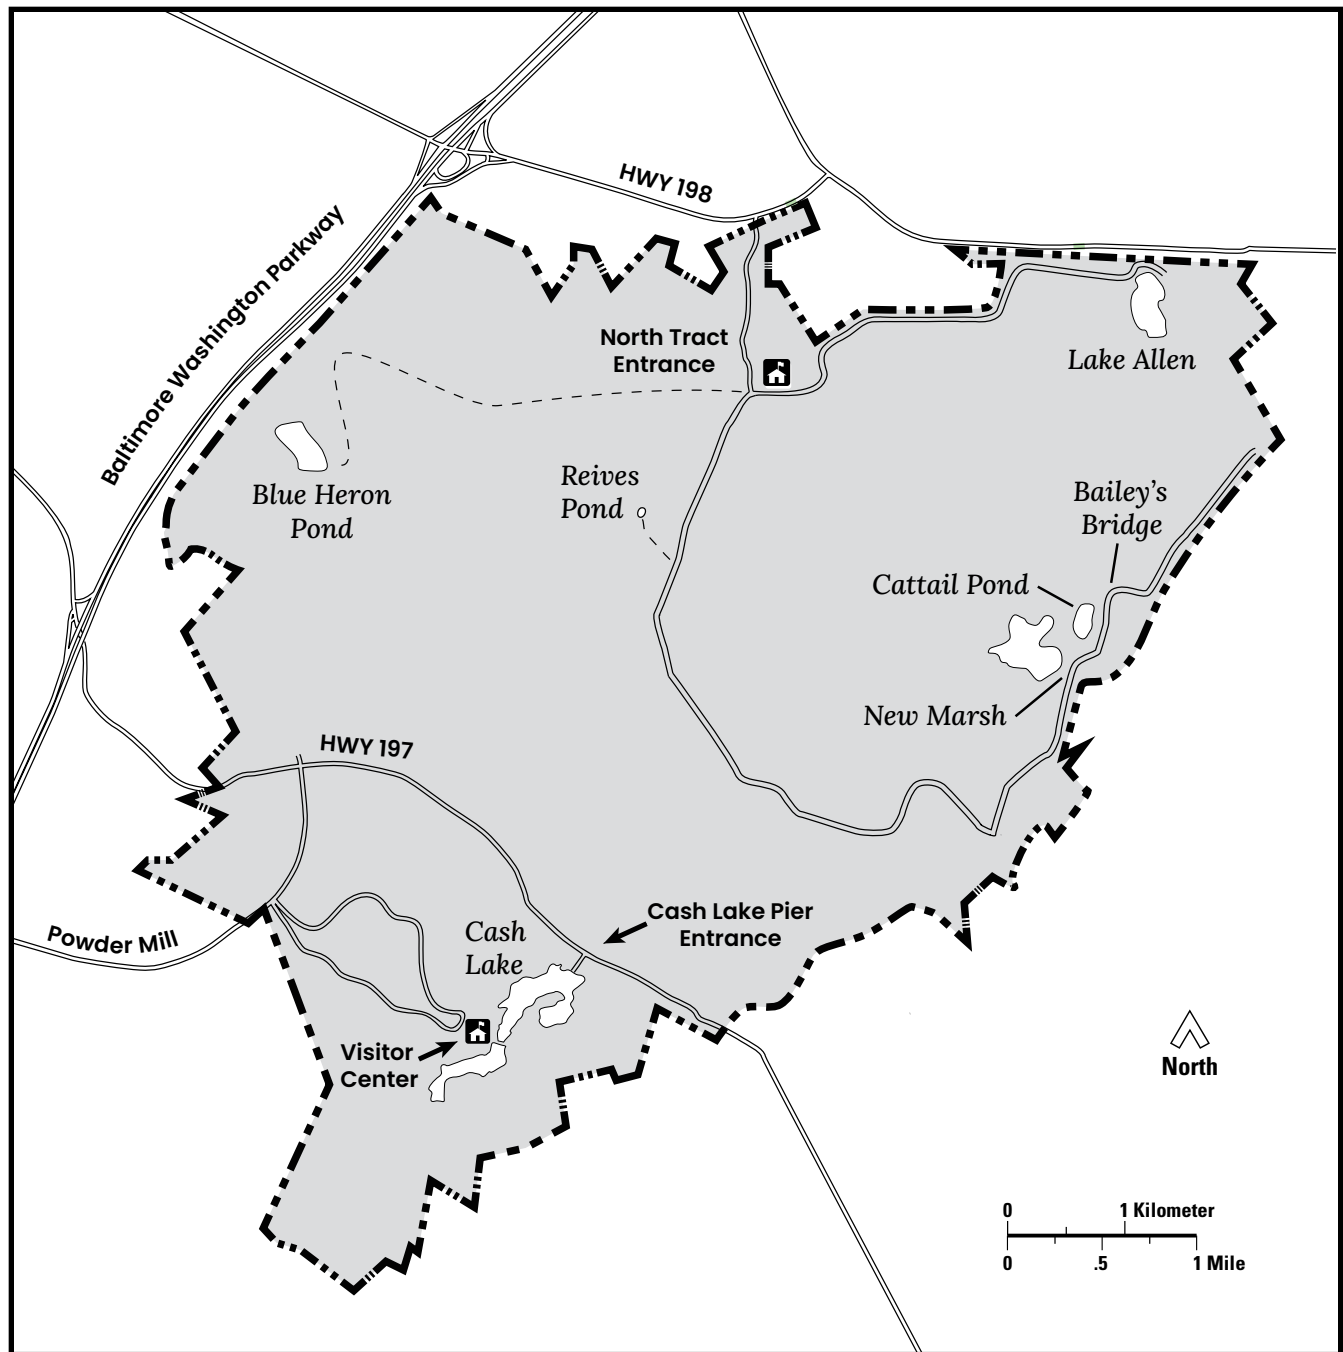 HWY 198
Baltimore Washington Parkway
North Tract
Entrance
Lake Allen
Blue Heron
Pond
Reives
Pond
Bailey’s
Bridge
Cattail Pond
New Marsh
HWY 197
Cash Lake Pier
Entrance
Powder Mill
Cash
Lake
Visitor
Center
North
0 1 Kilometer
0 .5 1 Mile